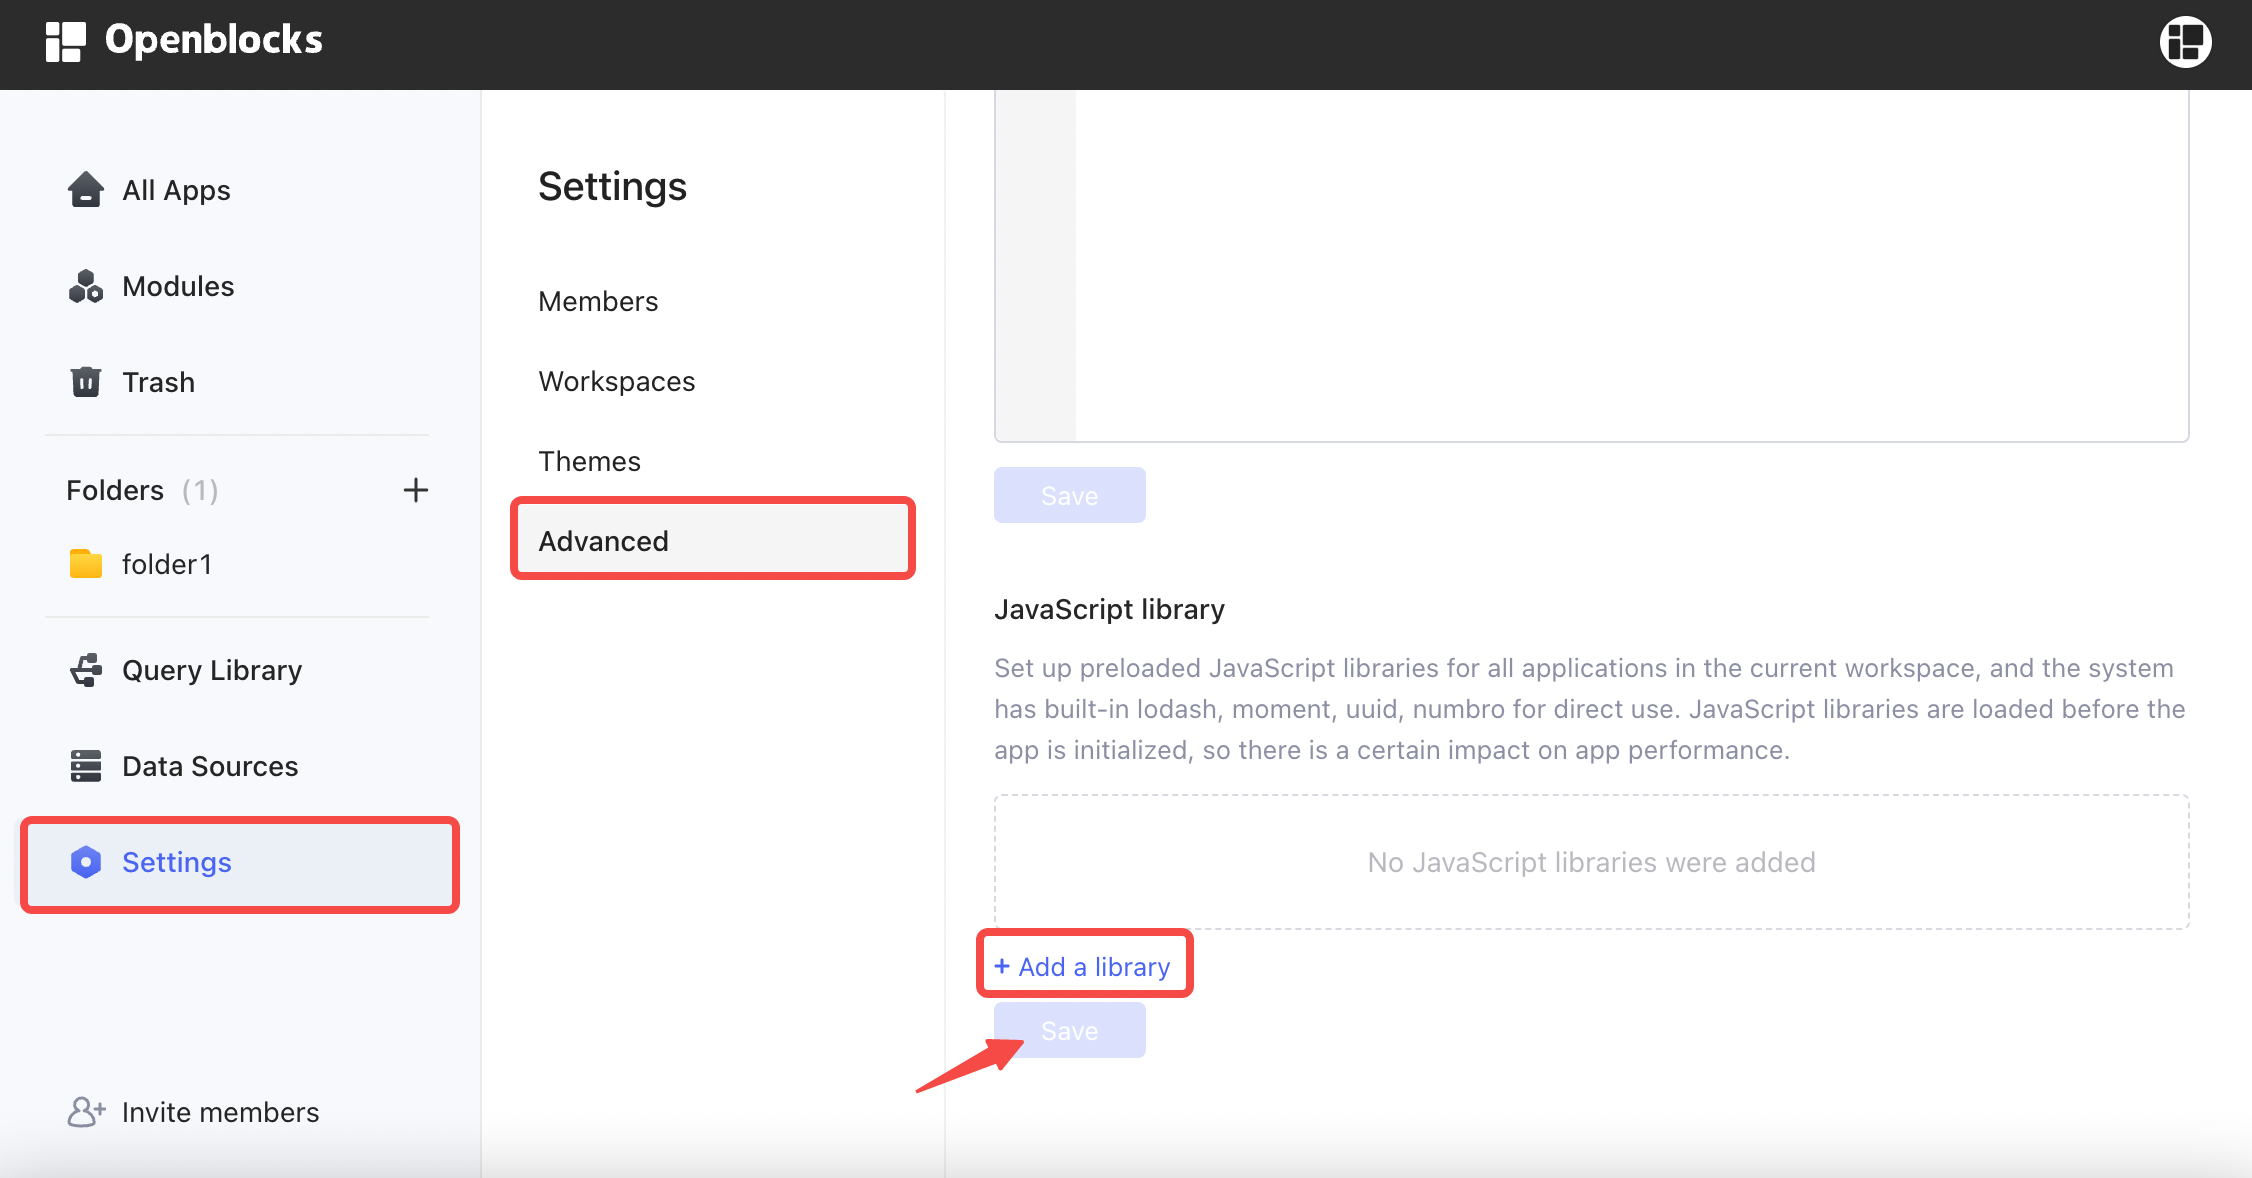 Openblocks
All Apps
Modules
Trash
Folders (1)
folder1
Query Library
Data Sources
Settings
Invite members
Settings
Members
Workspaces
Themes
Advanced
Save
JavaScript library
Set up preloaded JavaScript libraries for all applications in the current workspace, and the system
has built-in lodash, moment, uuid, numbro for direct use. JavaScript libraries are loaded before the
app is initialized, so there is a certain impact on app performance.
No JavaScript libraries were added
+ Add a library
Save